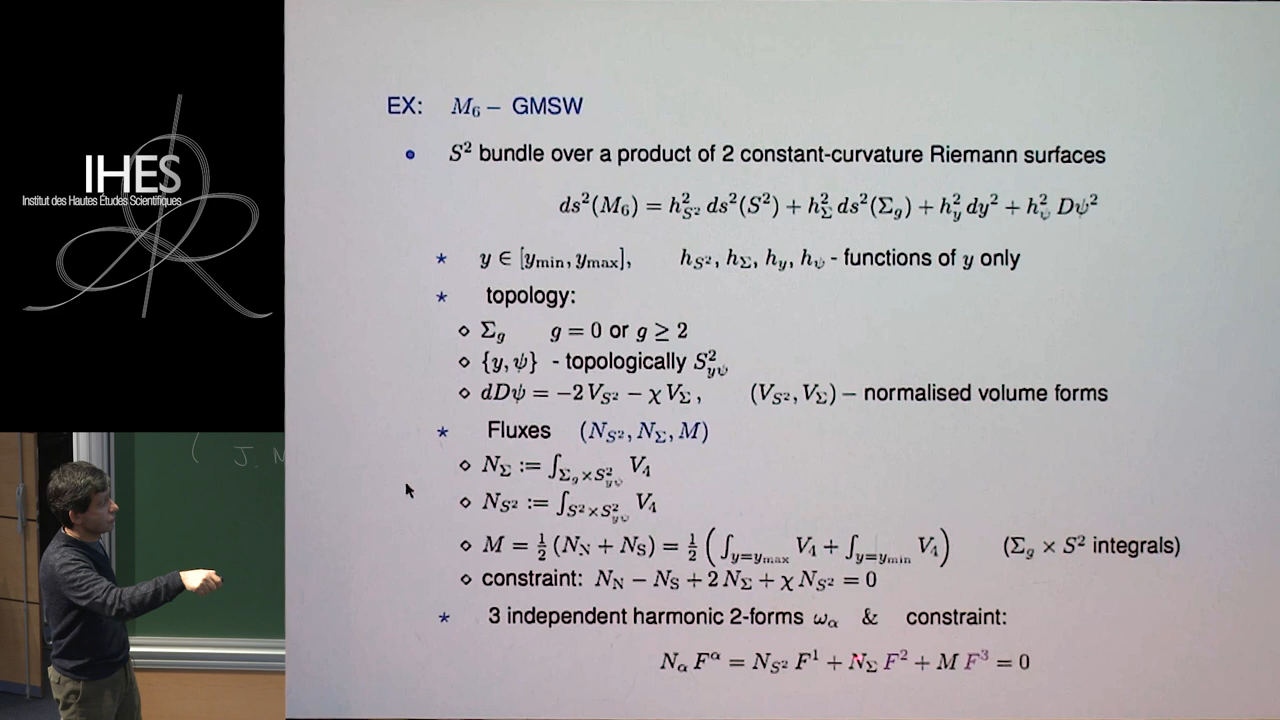 IHES
Institut des Hautes Études Scientifiques
( J. M
EX: M₆ − GMSW
• S² bundle over a product of 2 constant-curvature Riemann surfaces
ds²(M₆) = h²_{S²} ds²(S²) + h²_Σ ds²(Σ_g) + h²_y dy² + h²_ψ Dψ²
⋆ y ∈ [y_min, y_max], h_{S²}, h_Σ, h_y, h_ψ - functions of y only
⋆ topology:
⋄ Σ_g g = 0 or g ≥ 2
⋄ {y, ψ} - topologically S²_{yψ}
⋄ dDψ = −2 V_{S²} − χ V_Σ , (V_{S²}, V_Σ) − normalised volume forms
⋆ Fluxes (N_{S²}, N_Σ, M)
⋄ N_Σ := ∫_{Σ_g × S²_{yψ}} V₄
⋄ N_{S²} := ∫_{S² × S²_{yψ}} V₄
⋄ M = ½ (N_N + N_S) = ½ ( ∫_{y=y_max} V₄ + ∫_{y=y_min} V₄ ) (Σ_g × S² integrals)
⋄ constraint: N_N − N_S + 2 N_Σ + χ N_{S²} = 0
⋆ 3 independent harmonic 2-forms ω_α & constraint:
N_α F^α = N_{S²} F¹ + N_Σ F² + M F³ = 0